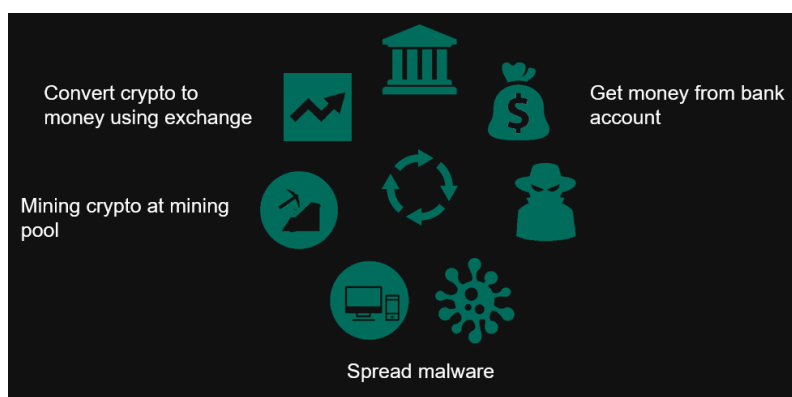 Convert crypto to
money using exchange
Get money from bank
account
Mining crypto at mining
pool
Spread malware